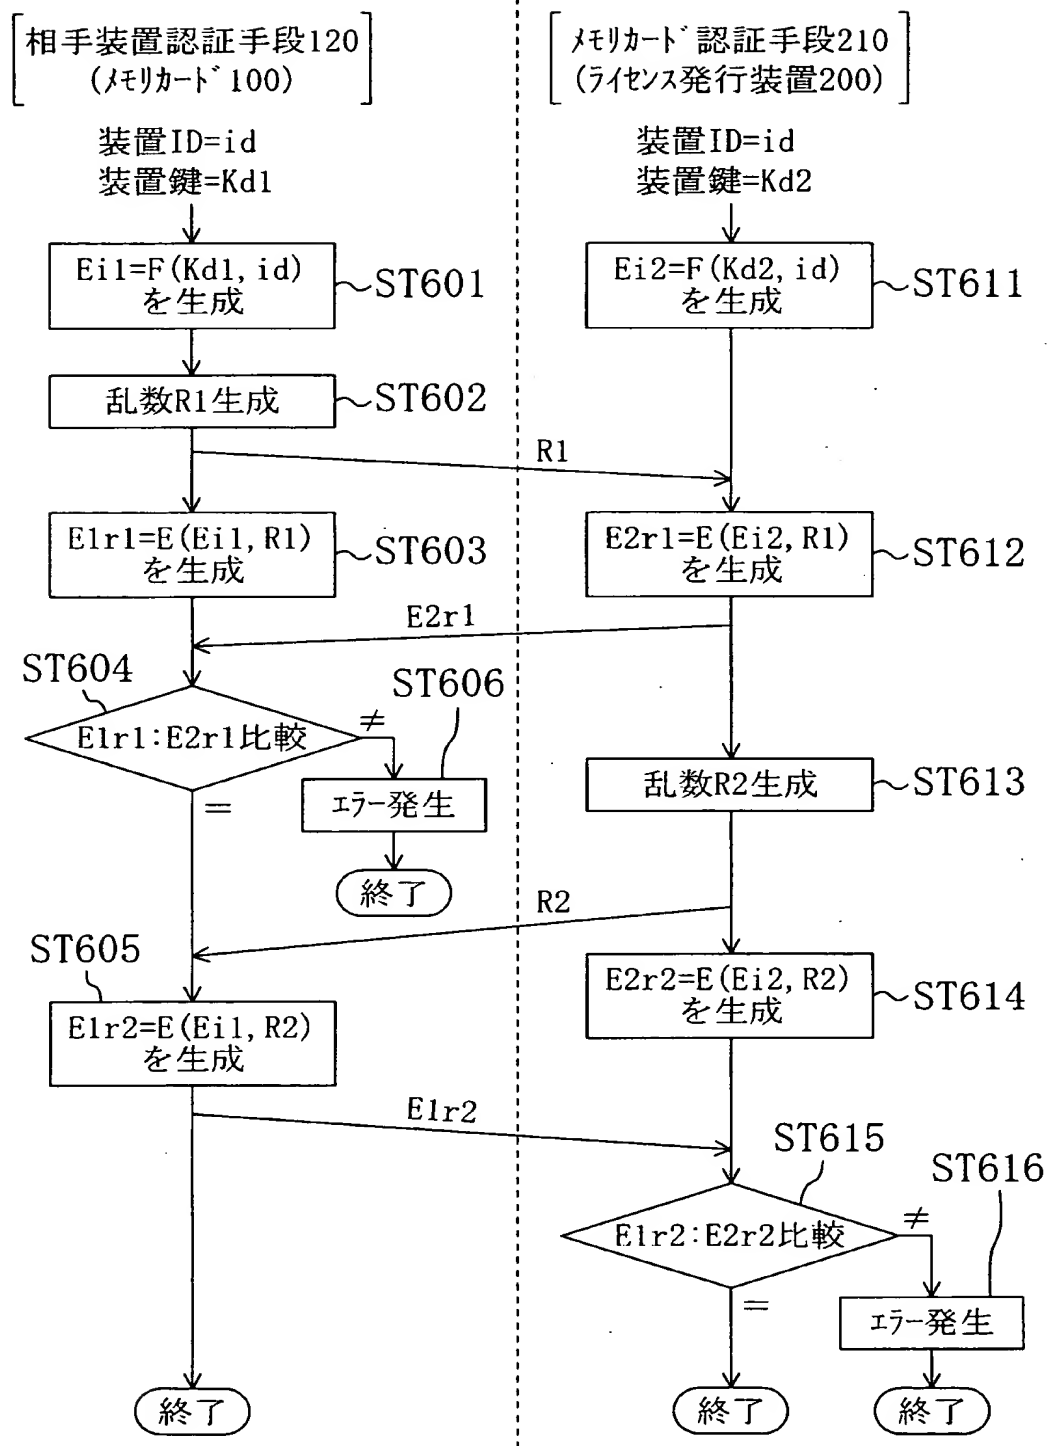 相手装置認証手段120
(ﾒﾓﾘｶｰﾄﾞ100)
装置ID=id
装置鍵=Kd1
Ei1=F(Kd1,id)
を生成
ST601
乱数R1生成
ST602
R1
E1r1=E(Ei1,R1)
を生成
ST603
E2r1
ST604
E1r1:E2r1比較
≠
=
ST606
ｴﾗｰ発生
終了
R2
ST605
E1r2=E(Ei1,R2)
を生成
E1r2
終了
ﾒﾓﾘｶｰﾄﾞ認証手段210
(ﾗｲｾﾝｽ発行装置200)
装置ID=id
装置鍵=Kd2
Ei2=F(Kd2,id)
を生成
ST611
E2r1=E(Ei2,R1)
を生成
ST612
乱数R2生成
ST613
E2r2=E(Ei2,R2)
を生成
ST614
ST615
E1r2:E2r2比較
≠
=
ST616
ｴﾗｰ発生
終了
終了